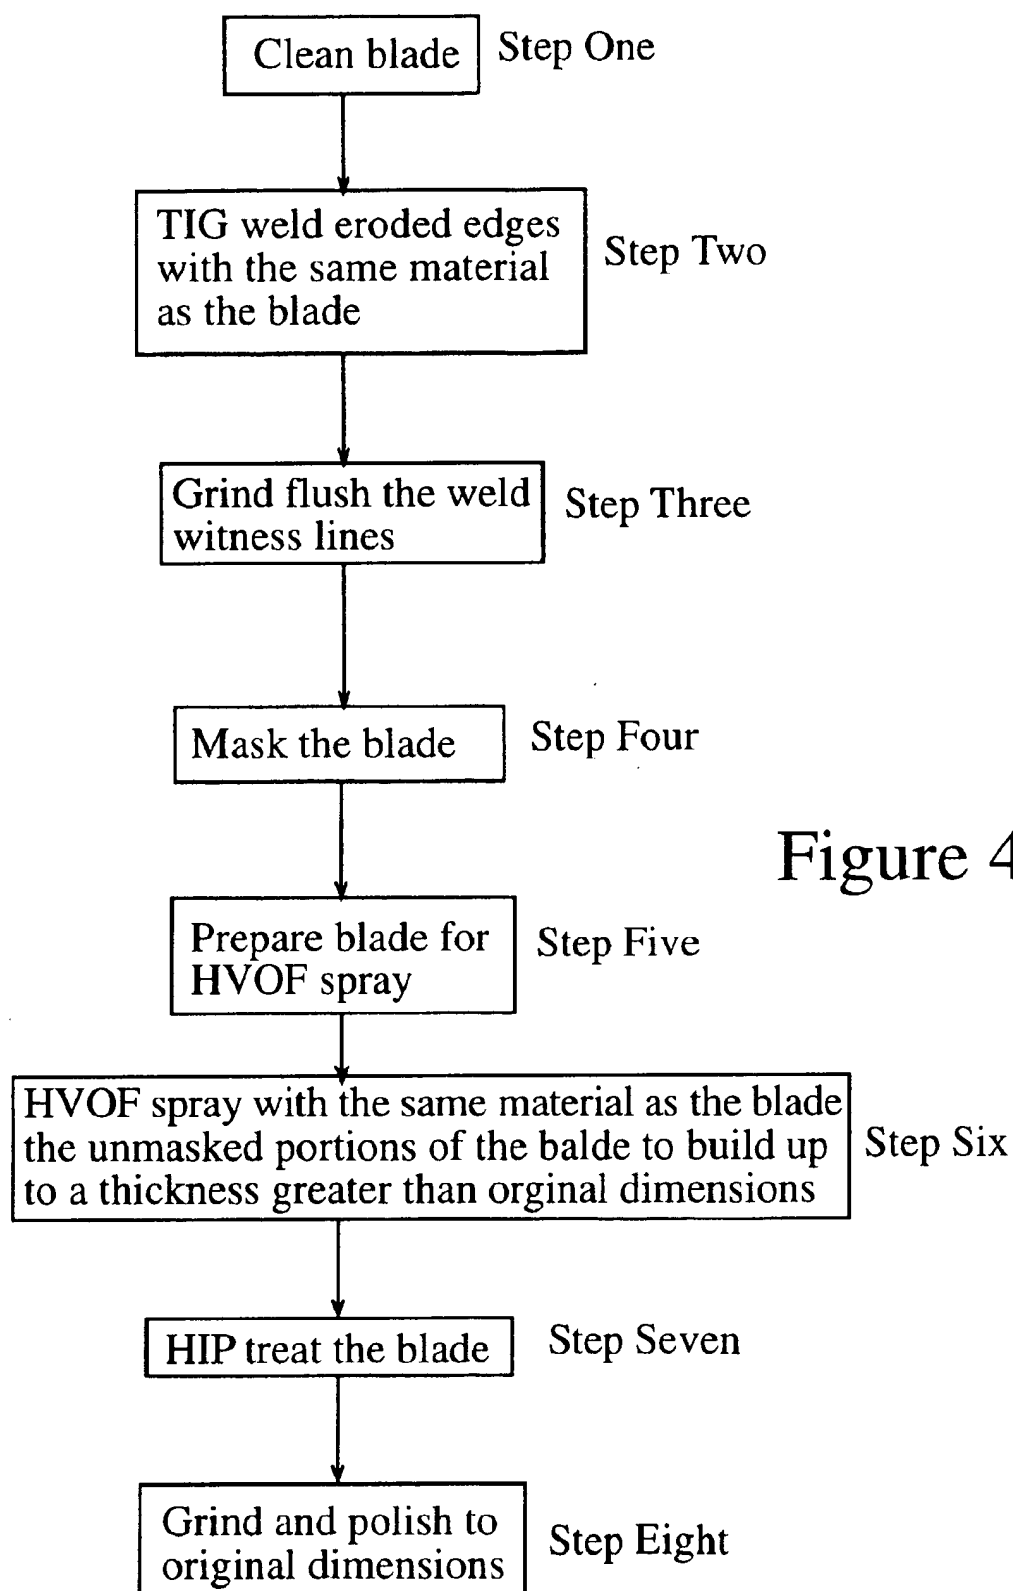 Clean blade
Step One
TIG weld eroded edges
with the same material
as the blade
Step Two
Grind flush the weld
witness lines
Step Three
Mask the blade
Step Four
Figure 4
Prepare blade for
HVOF spray
Step Five
HVOF spray with the same material as the blade
the unmasked portions of the balde to build up
to a thickness greater than orginal dimensions
Step Six
HIP treat the blade
Step Seven
Grind and polish to
original dimensions
Step Eight